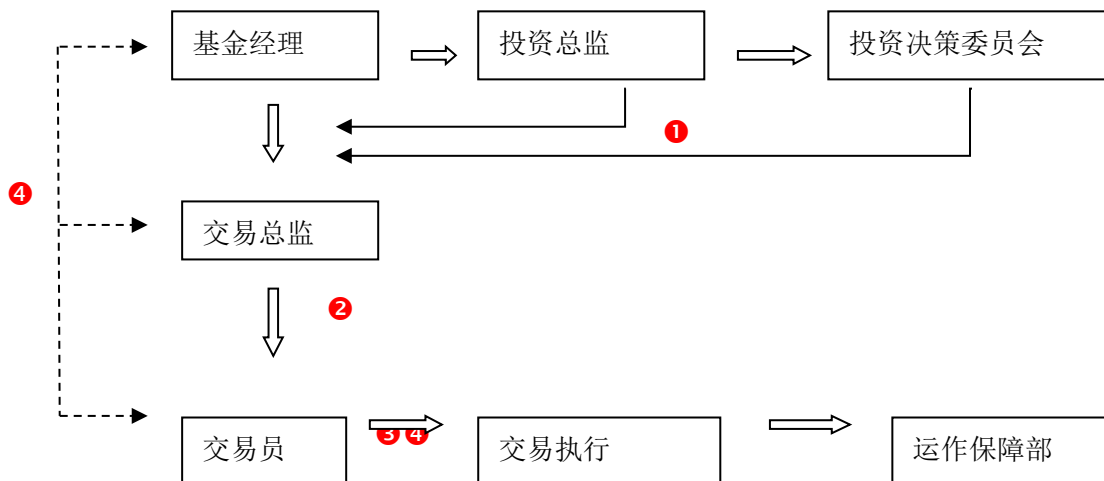 基金经理
投资总监
投资决策委员会
❶
❹
交易总监
❷
交易员
❸❹
交易执行
运作保障部